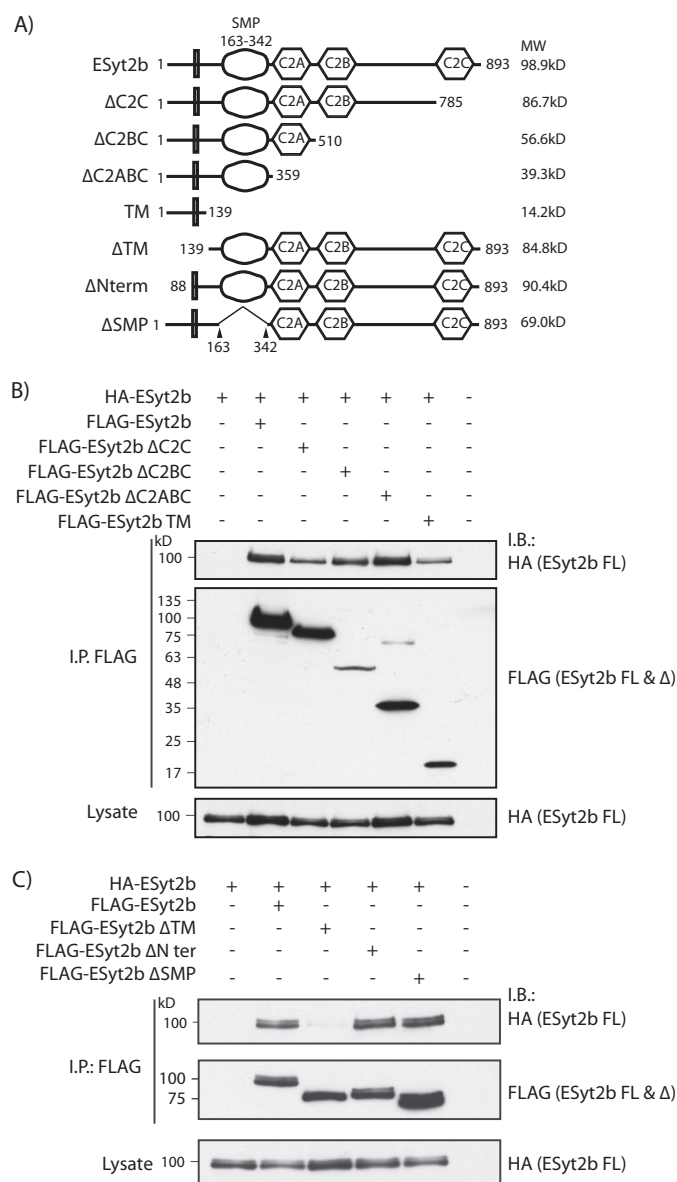 A)
SMP
163-342
MW
ESyt2b 1 C2A C2B C2C 893 98.9kD
ΔC2C 1 C2A C2B 785 86.7kD
ΔC2BC 1 C2A 510 56.6kD
ΔC2ABC 1 359 39.3kD
TM 1 139 14.2kD
ΔTM 139 C2A C2B C2C 893 84.8kD
ΔNterm 88 C2A C2B C2C 893 90.4kD
ΔSMP 1 C2A C2B C2C 893 69.0kD
163 342
B)
HA-ESyt2b + + + + + + -
FLAG-ESyt2b - + - - - - -
FLAG-ESyt2b ΔC2C - - + - - - -
FLAG-ESyt2b ΔC2BC - - - + - - -
FLAG-ESyt2b ΔC2ABC - - - - + - -
FLAG-ESyt2b TM - - - - - + -
kD
I.B.:
100
HA (ESyt2b FL)
I.P. FLAG
135
100
75
63
48
35
25
17
FLAG (ESyt2b FL & Δ)
Lysate 100
HA (ESyt2b FL)
C)
HA-ESyt2b + + + + + -
FLAG-ESyt2b - + - - - -
FLAG-ESyt2b ΔTM - - + - - -
FLAG-ESyt2b ΔN ter - - - + - -
FLAG-ESyt2b ΔSMP - - - - + -
kD
I.B.:
100
HA (ESyt2b FL)
I.P.: FLAG
100
75
FLAG (ESyt2b FL & Δ)
Lysate 100
HA (ESyt2b FL)